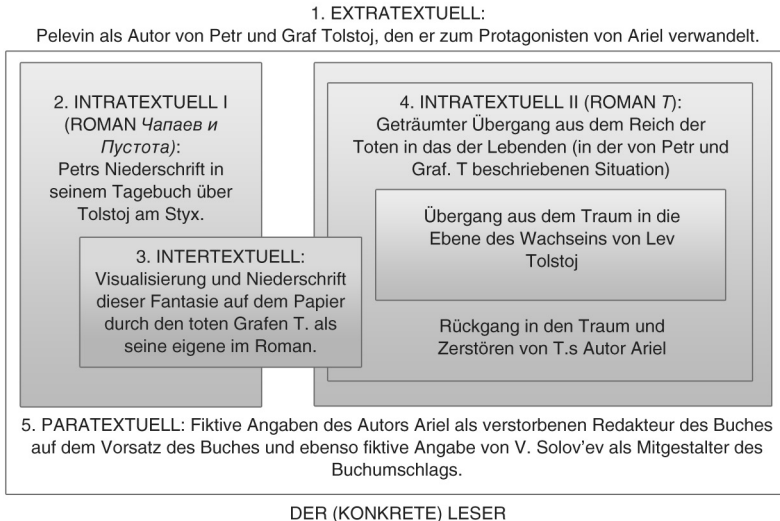 1. EXTRATEXTUELL:
Pelevin als Autor von Petr und Graf Tolstoj, den er zum Protagonisten von Ariel verwandelt.
2. INTRATEXTUELL I
(ROMAN Чапаев и
Пустота):
Petrs Niederschrift in
seinem Tagebuch über
Tolstoj am Styx.
3. INTERTEXTUELL:
Visualisierung und Niederschrift
dieser Fantasie auf dem Papier
durch den toten Grafen T. als
seine eigene im Roman.
4. INTRATEXTUELL II (ROMAN T):
Geträumter Übergang aus dem Reich der
Toten in das der Lebenden (in der von Petr und
Graf. T beschriebenen Situation)
Übergang aus dem Traum in die
Ebene des Wachseins von Lev
Tolstoj
Rückgang in den Traum und
Zerstören von T.s Autor Ariel
5. PARATEXTUELL: Fiktive Angaben des Autors Ariel als verstorbenen Redakteur des Buches
auf dem Vorsatz des Buches und ebenso fiktive Angabe von V. Solov'ev als Mitgestalter des
Buchumschlags.
DER (KONKRETE) LESER